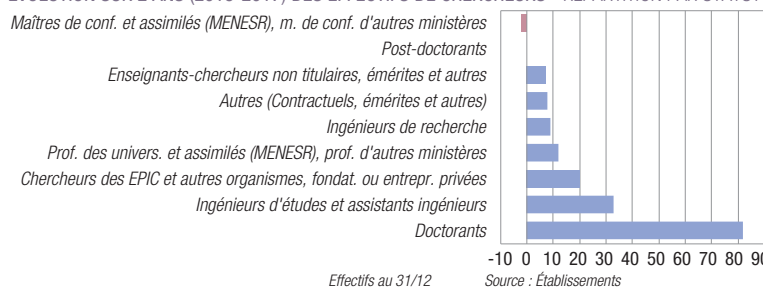 Maîtres de conf. et assimilés (MENESR), m. de conf. d'autres ministères
Post-doctorants
Enseignants-chercheurs non titulaires, émérites et autres
Autres (Contractuels, émérites et autres)
Ingénieurs de recherche
Prof. des univers. et assimilés (MENESR), prof. d'autres ministères
Chercheurs des EPIC et autres organismes, fondat. ou entrepr. privées
Ingénieurs d'études et assistants ingénieurs
Doctorants
-10 0 10 20 30 40 50 60 70 80 90
Effectifs au 31/12 Source : Établissements